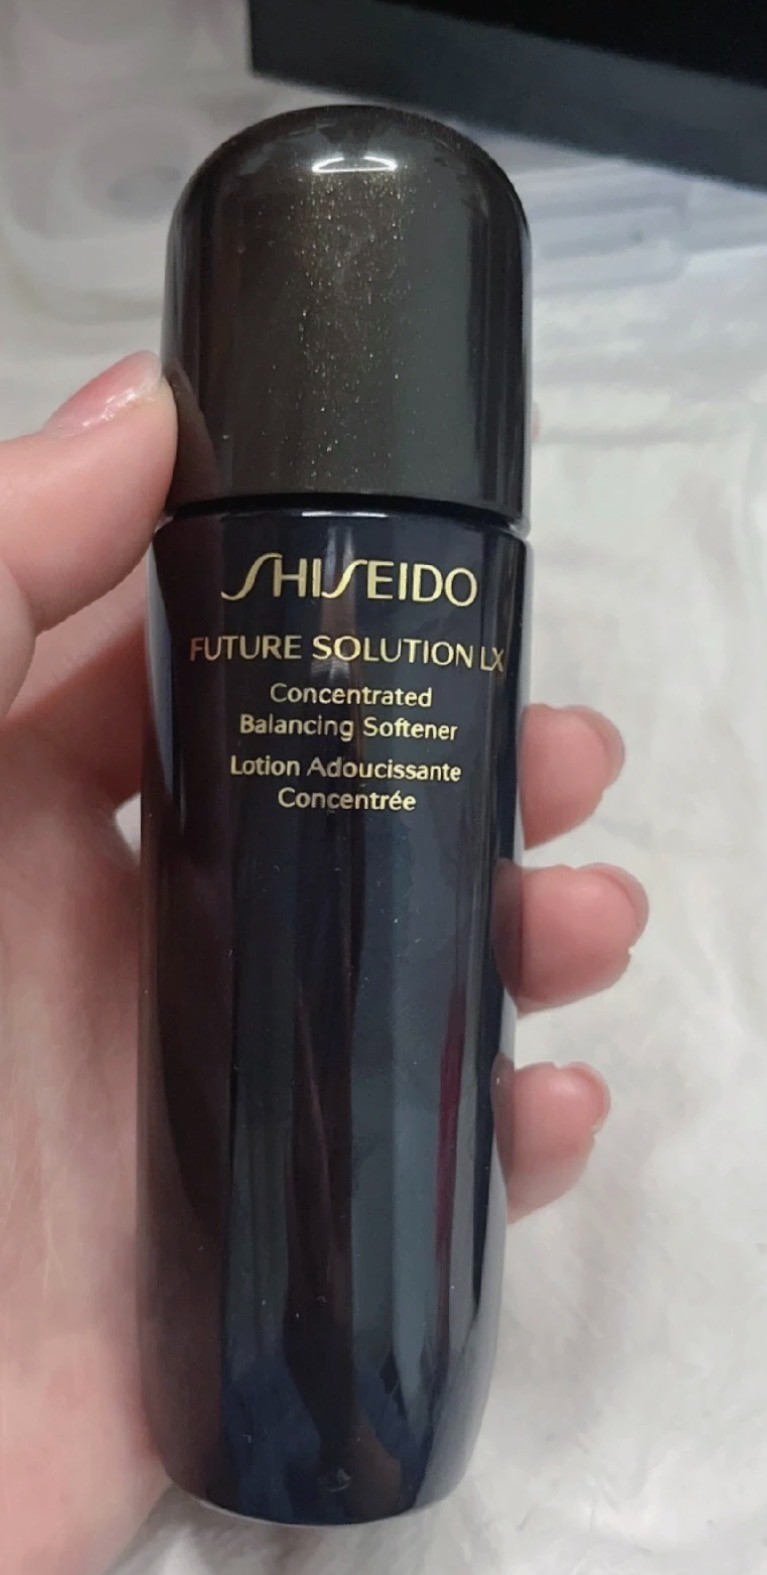 SHISEIDO
FUTURE SOLUTION LX
Concentrated
Balancing Softener
Lotion Adoucissante
Concentrée